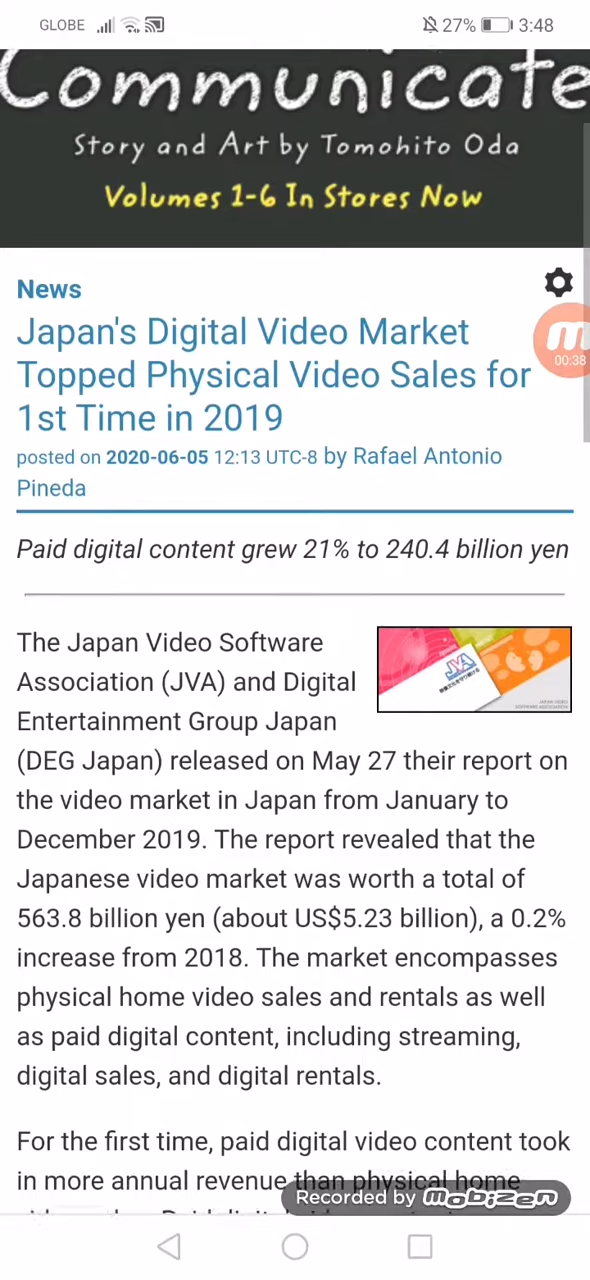 GLOBE 27% 3:48
Communicate
Story and Art by Tomohito Oda
Volumes 1-6 In Stores Now
News
Japan's Digital Video Market
Topped Physical Video Sales for
1st Time in 2019
00:38
posted on 2020-06-05 12:13 UTC-8 by Rafael Antonio
Pineda
Paid digital content grew 21% to 240.4 billion yen
The Japan Video Software
JVA
Association (JVA) and Digital
Entertainment Group Japan
(DEG Japan) released on May 27 their report on
the video market in Japan from January to
December 2019. The report revealed that the
Japanese video market was worth a total of
563.8 billion yen (about US$5.23 billion), a 0.2%
increase from 2018. The market encompasses
physical home video sales and rentals as well
as paid digital content, including streaming,
digital sales, and digital rentals.
For the first time, paid digital video content took
in more annual revenue than physical home
Recorded by mobizen